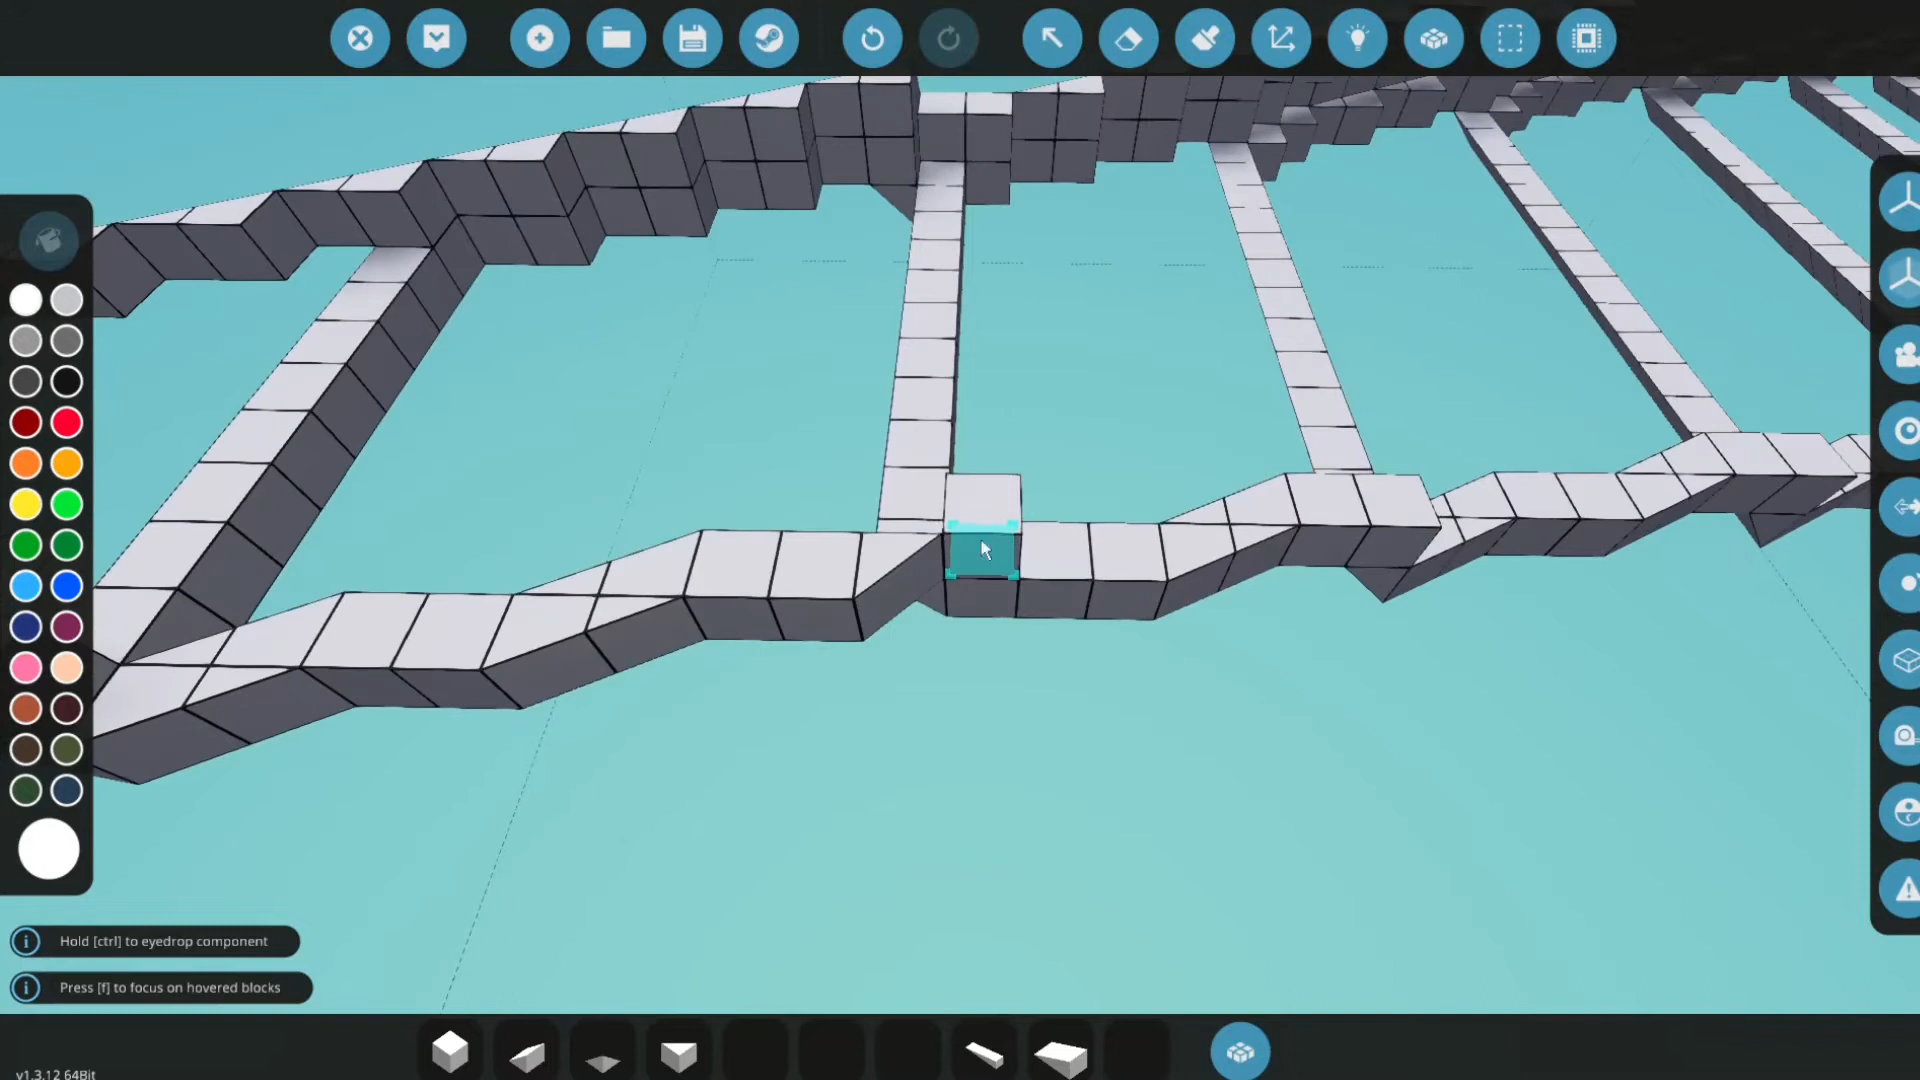 Hold [ctrl] to eyedrop component
Press [f] to focus on hovered blocks
v1.3.12 64Bit